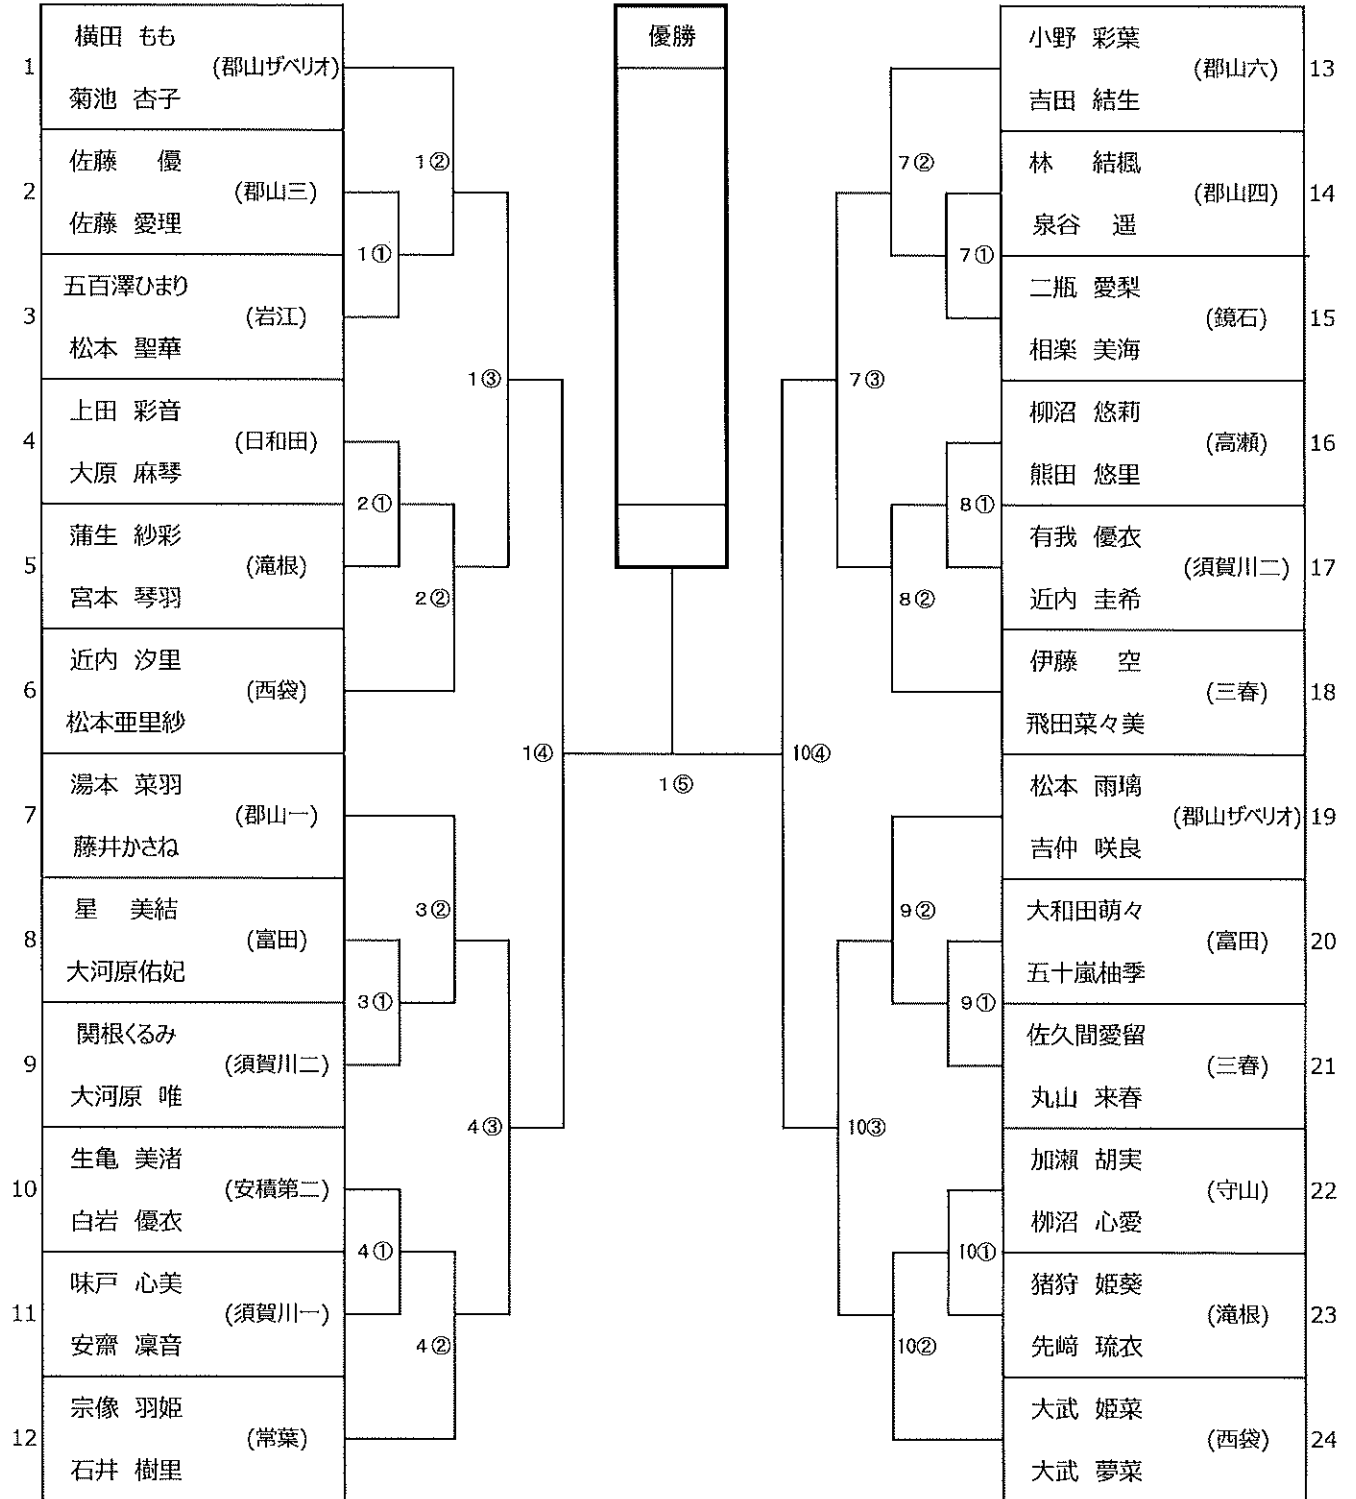 優勝
1
横田 もも
(郡山ザベリオ)
菊池 杏子
2
佐藤 優
(郡山三)
佐藤 愛理
3
五百澤ひまり
(岩江)
松本 聖華
4
上田 彩音
(日和田)
大原 麻琴
5
蒲生 紗彩
(滝根)
宮本 琴羽
6
近内 汐里
(西袋)
松本亜里紗
7
湯本 菜羽
(郡山一)
藤井かさね
8
星 美結
(富田)
大河原佑妃
9
関根くるみ
(須賀川二)
大河原 唯
10
生亀 美渚
(安積第二)
白岩 優衣
11
味戸 心美
(須賀川一)
安齋 凜音
12
宗像 羽姫
(常葉)
石井 樹里
1②
1①
1③
2①
2②
1④
3②
3①
4③
4①
4②
1⑤
7②
7①
7③
8①
8②
10④
9②
9①
10③
10①
10②
小野 彩葉
(郡山六)
13
吉田 結生
林 結楓
(郡山四)
14
泉谷 遥
二瓶 愛梨
(鏡石)
15
相楽 美海
柳沼 悠莉
(高瀬)
16
熊田 悠里
有我 優衣
(須賀川二)
17
近内 圭希
伊藤 空
(三春)
18
飛田菜々美
松本 雨璃
(郡山ザベリオ)
19
吉仲 咲良
大和田萌々
(富田)
20
五十嵐柚季
佐久間愛留
(三春)
21
丸山 来春
加瀬 胡実
(守山)
22
栁沼 心愛
猪狩 姫葵
(滝根)
23
先﨑 琉衣
大武 姫菜
(西袋)
24
大武 夢菜